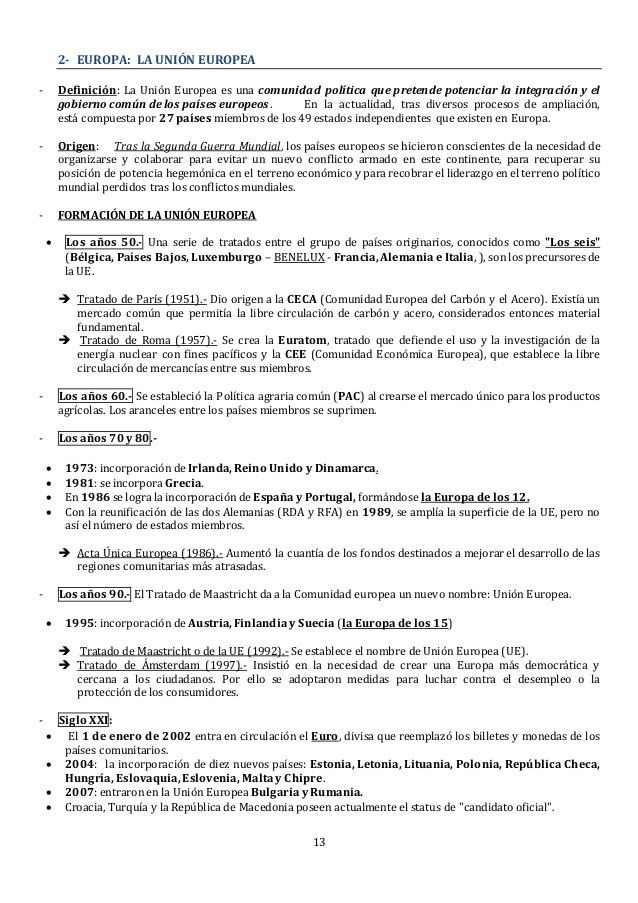 2- EUROPA: LA UNIÓN EUROPEA
- Definición: La Unión Europea es una comunidad política que pretende potenciar la integración y el
gobierno común de los países europeos. En la actualidad, tras diversos procesos de ampliación,
está compuesta por 27 países miembros de los 49 estados independientes que existen en Europa.
- Origen: Tras la Segunda Guerra Mundial, los países europeos se hicieron conscientes de la necesidad de
organizarse y colaborar para evitar un nuevo conflicto armado en este continente, para recuperar su
posición de potencia hegemónica en el terreno económico y para recobrar el liderazgo en el terreno político
mundial perdidos tras los conflictos mundiales.
- FORMACIÓN DE LA UNIÓN EUROPEA
• Los años 50.- Una serie de tratados entre el grupo de países originarios, conocidos como "Los seis"
(Bélgica, Países Bajos, Luxemburgo – BENELUX - Francia, Alemania e Italia, ), son los precursores de
la UE.
➔ Tratado de París (1951).- Dio origen a la CECA (Comunidad Europea del Carbón y el Acero). Existía un
mercado común que permitía la libre circulación de carbón y acero, considerados entonces material
fundamental.
➔ Tratado de Roma (1957).- Se crea la Euratom, tratado que defiende el uso y la investigación de la
energía nuclear con fines pacíficos y la CEE (Comunidad Económica Europea), que establece la libre
circulación de mercancías entre sus miembros.
- Los años 60.- Se estableció la Política agraria común (PAC) al crearse el mercado único para los productos
agrícolas. Los aranceles entre los países miembros se suprimen.
- Los años 70 y 80.-
• 1973: incorporación de Irlanda, Reino Unido y Dinamarca.
• 1981: se incorpora Grecia.
• En 1986 se logra la incorporación de España y Portugal, formándose la Europa de los 12.
• Con la reunificación de las dos Alemanias (RDA y RFA) en 1989, se amplía la superficie de la UE, pero no
así el número de estados miembros.
➔ Acta Única Europea (1986).- Aumentó la cuantía de los fondos destinados a mejorar el desarrollo de las
regiones comunitarias más atrasadas.
- Los años 90.- El Tratado de Maastricht da a la Comunidad europea un nuevo nombre: Unión Europea.
• 1995: incorporación de Austria, Finlandia y Suecia (la Europa de los 15)
➔ Tratado de Maastricht o de la UE (1992).- Se establece el nombre de Unión Europea (UE).
➔ Tratado de Ámsterdam (1997).- Insistió en la necesidad de crear una Europa más democrática y
cercana a los ciudadanos. Por ello se adoptaron medidas para luchar contra el desempleo o la
protección de los consumidores.
- Siglo XXI:
• El 1 de enero de 2002 entra en circulación el Euro, divisa que reemplazó los billetes y monedas de los
países comunitarios.
• 2004: la incorporación de diez nuevos países: Estonia, Letonia, Lituania, Polonia, República Checa,
Hungría, Eslovaquia, Eslovenia, Malta y Chipre.
• 2007: entraron en la Unión Europea Bulgaria y Rumania.
• Croacia, Turquía y la República de Macedonia poseen actualmente el status de "candidato oficial".
13